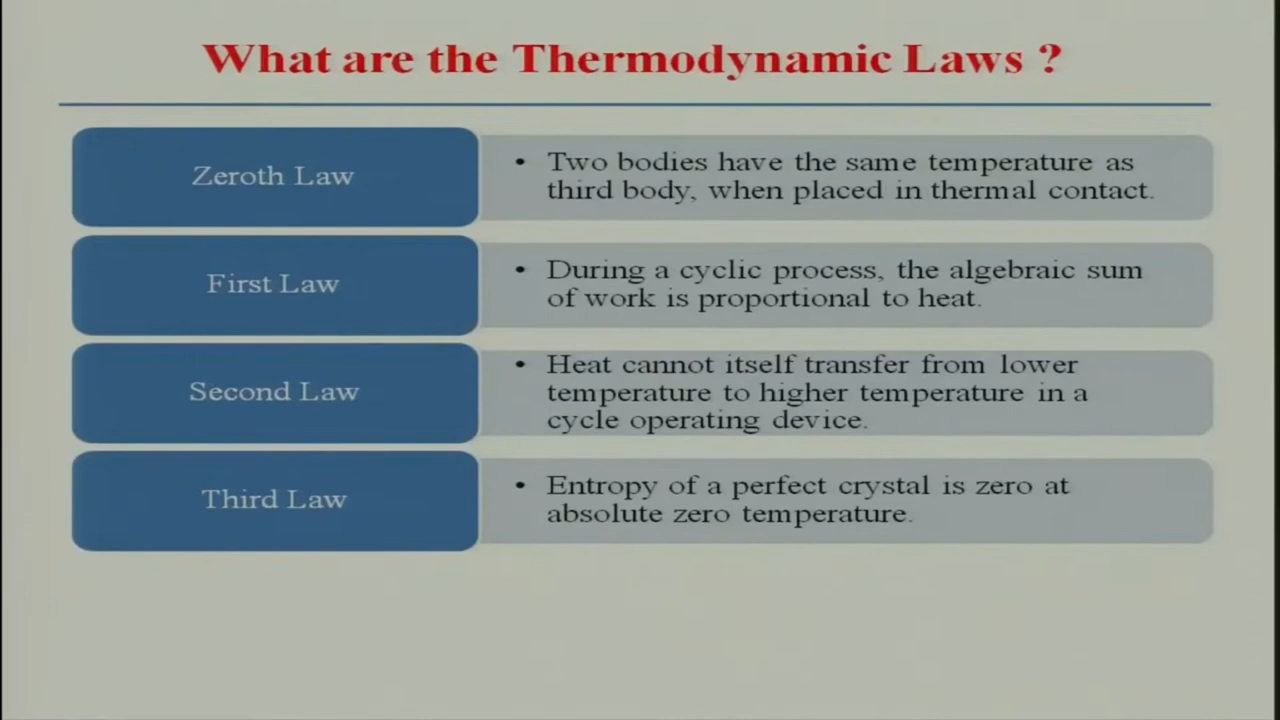 What are the Thermodynamic Laws ?
Zeroth Law
• Two bodies have the same temperature as
third body, when placed in thermal contact.
First Law
• During a cyclic process, the algebraic sum
of work is proportional to heat.
Second Law
• Heat cannot itself transfer from lower
temperature to higher temperature in a
cycle operating device.
Third Law
• Entropy of a perfect crystal is zero at
absolute zero temperature.